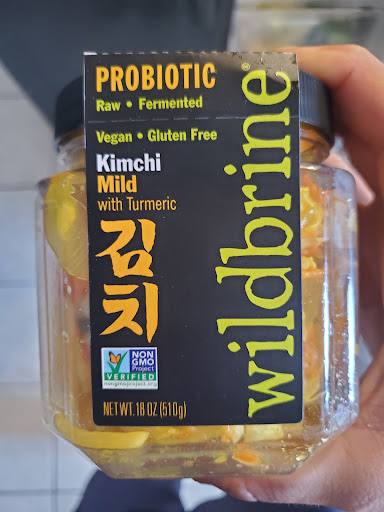 PROBIOTIC
Raw • Fermented
Vegan • Gluten Free
Kimchi
Mild
with Turmeric
김치
wildbrine®
NON
GMO
Project
VERIFIED
nongmoproject.org
NET WT. 18 OZ (510g)